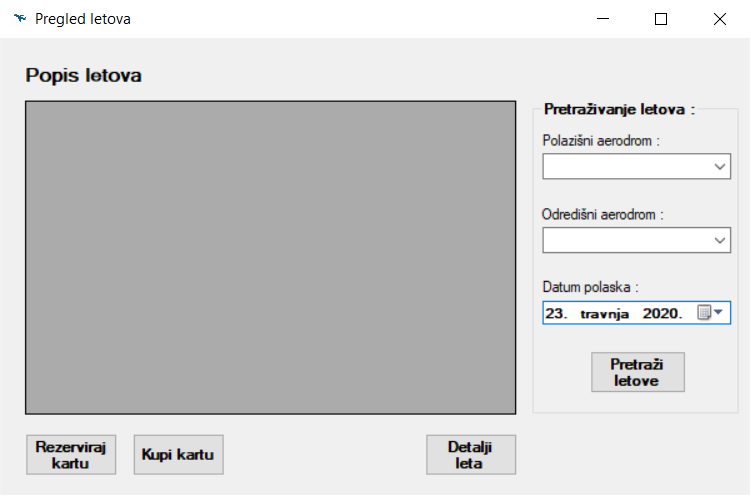 Pregled letova
Popis letova
Pretraživanje letova :
Polazišni aerodrom :
Odredišni aerodrom :
Datum polaska :
23. travnja 2020.
Pretraži
letove
Rezerviraj
kartu
Kupi kartu
Detalji
leta